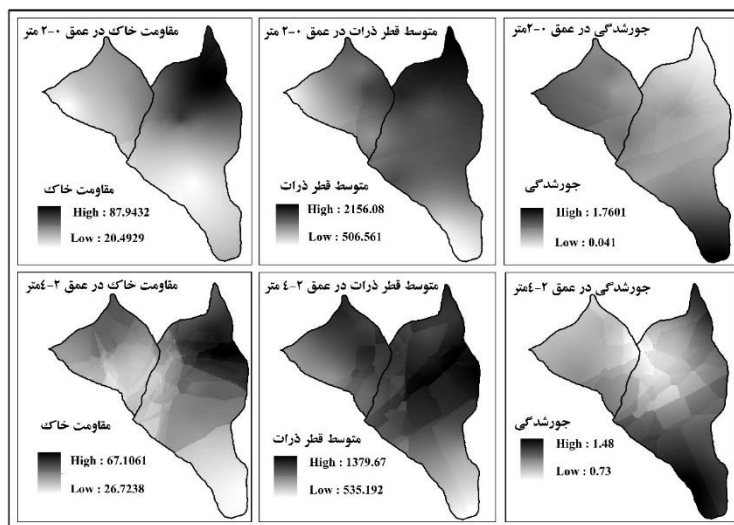 مقاومت خاک در عمق ۲-۰ متر
مقاومت خاک
High : 87.9432
Low : 20.4929
متوسط قطر ذرات در عمق ۲-۰ متر
متوسط قطر ذرات
High : 2156.08
Low : 506.561
جورشدگی در عمق ۲-۰متر
جورشدگی
High : 1.7601
Low : 0.041
مقاومت خاک در عمق ۴-۲متر
مقاومت خاک
High : 67.1061
Low : 26.7238
متوسط قطر ذرات در عمق ۴-۲ متر
متوسط قطر ذرات
High : 1379.67
Low : 535.192
جورشدگی در عمق ۴-۲متر
جورشدگی
High : 1.48
Low : 0.73